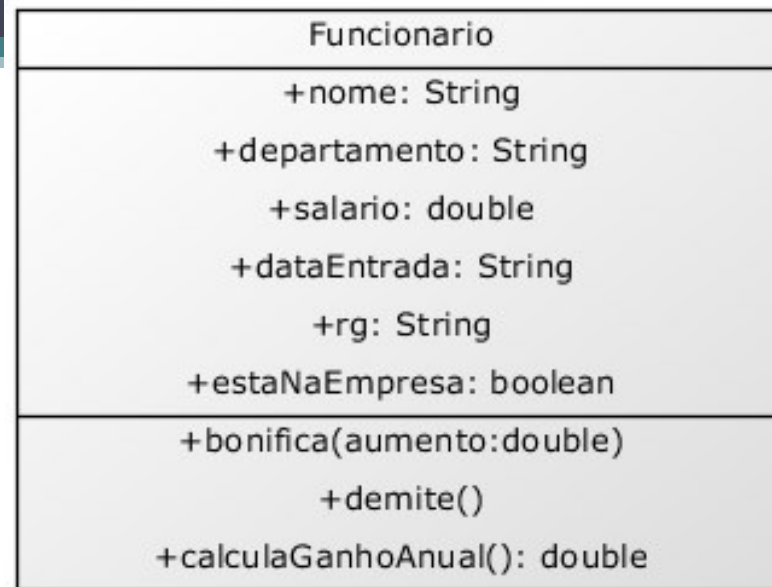 Funcionario
+nome: String
+departamento: String
+salario: double
+dataEntrada: String
+rg: String
+estaNaEmpresa: boolean
+bonifica(aumento:double)
+demite()
+calculaGanhoAnual(): double